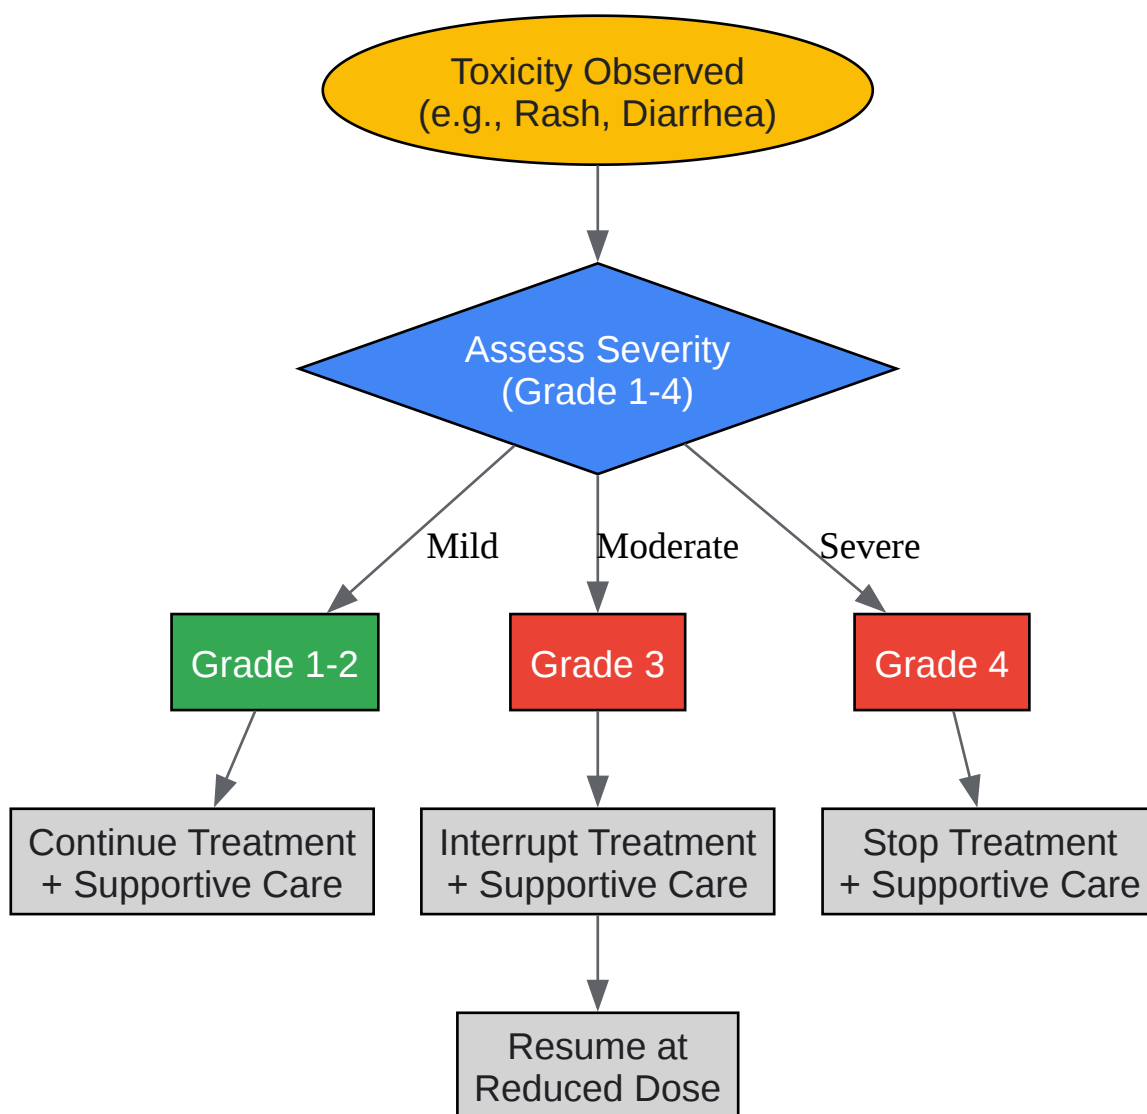 Toxicity Observed
(e.g., Rash, Diarrhea)
Assess Severity
(Grade 1-4)
Mild
Moderate
Severe
Grade 1-2
Grade 3
Grade 4
Continue Treatment
+ Supportive Care
Interrupt Treatment
+ Supportive Care
Stop Treatment
+ Supportive Care
Resume at
Reduced Dose